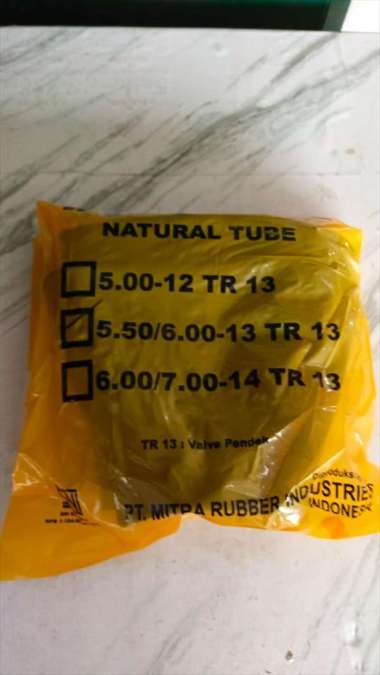 NATURAL TUBE
5.00-12 TR 13
5.50/6.00-13 TR 13
6.00/7.00-14 TR 13
TR 13 : Valve Pendek
PT. MITRA RUBBER INDUSTRIES
INDONESIA